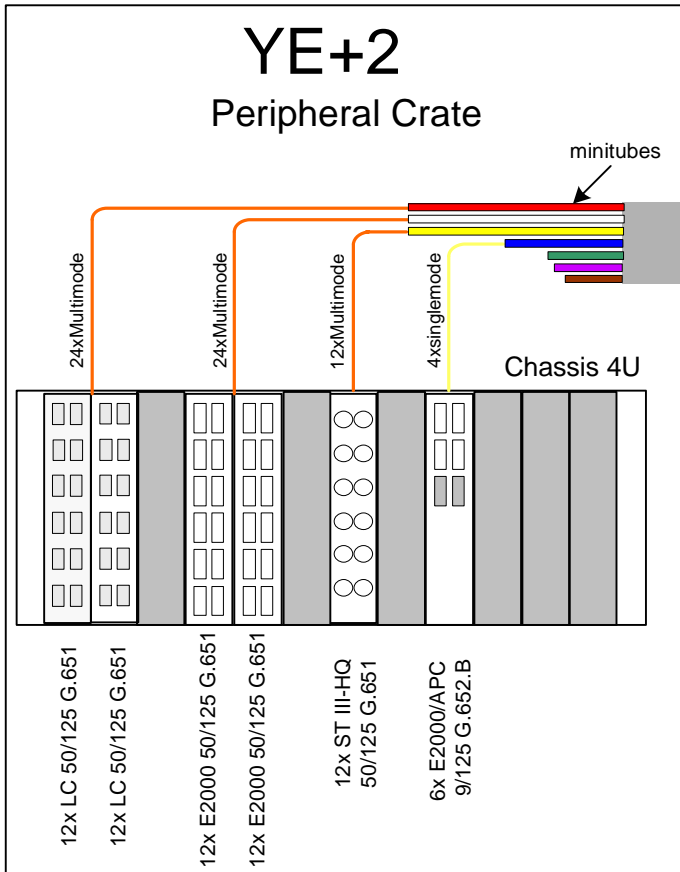 YE+2
Peripheral Crate
minitubes
24xMultimode
24xMultimode
12xMultimode
4xsinglemode
Chassis 4U
12x LC 50/125 G.651
12x LC 50/125 G.651
12x E2000 50/125 G.651
12x E2000 50/125 G.651
12x ST III-HQ
50/125 G.651
6x E2000/APC
9/125 G.652.B